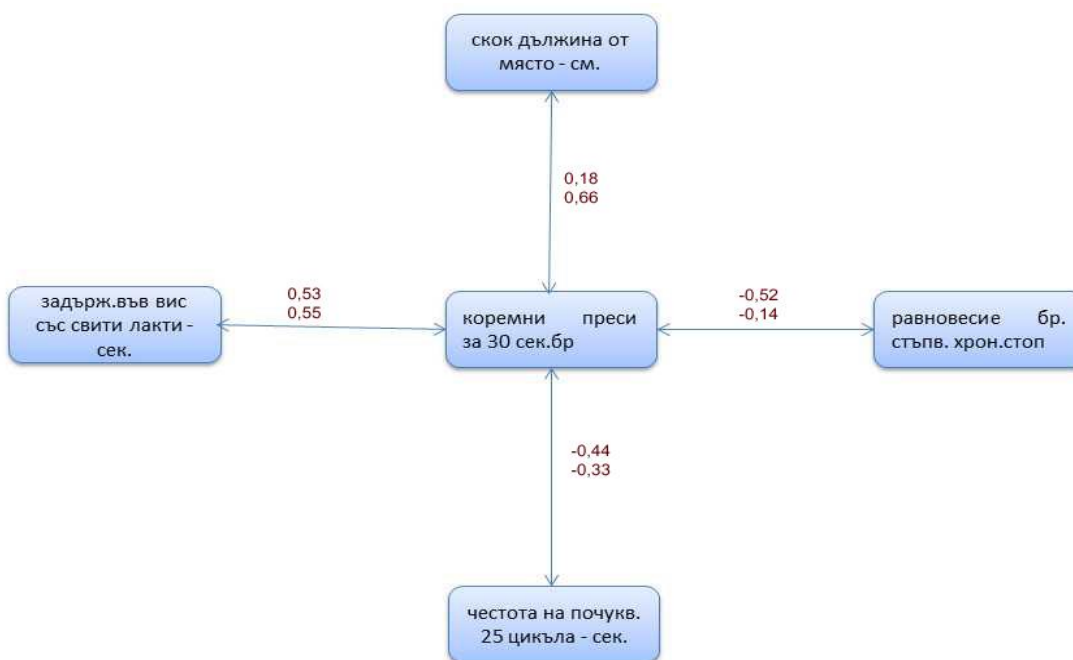 скок дължина от
място - см.
0,18
0,66
задърж.във вис
със свити лакти -
сек.
0,53
0,55
коремни преси
за 30 сек.бр
-0,52
-0,14
равновесие бр.
стъпв. хрон.стоп
-0,44
-0,33
честота на почукв.
25 цикъла - сек.